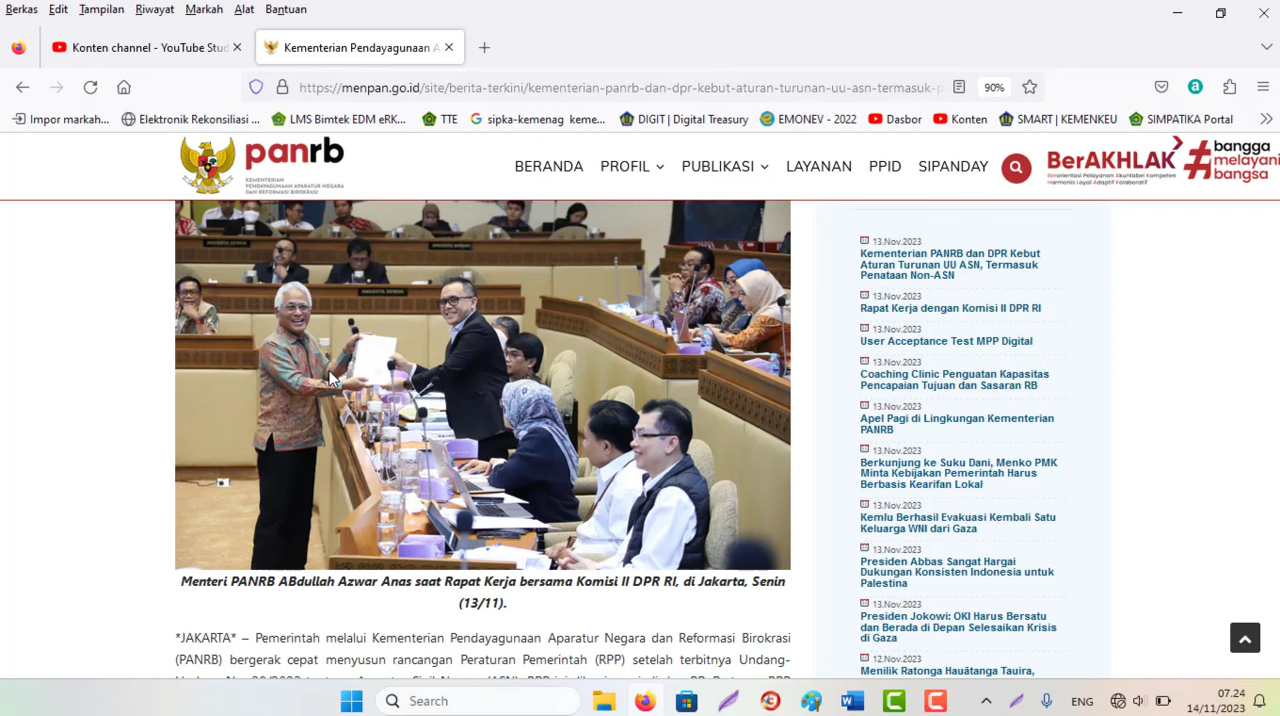 Berkas Edit Tampilan Riwayat Markah Alat Bantuan
Konten channel - YouTube Stud
Kementerian Pendayagunaan A
https://menpan.go.id/site/berita-terkini/kementerian-panrb-dan-dpr-kebut-aturan-turunan-uu-asn-termasuk-p
90%
Impor markah...
Elektronik Rekonsiliasi ...
LMS Bimtek EDM eRK...
TTE
sipka-kemenag keme...
DIGIT | Digital Treasury
EMONEV - 2022
Dasbor
Konten
SMART | KEMENKEU
SIMPATIKA Portal
panrb
KEMENTERIAN
PENDAYAGUNAAN APARATUR NEGARA
DAN REFORMASI BIROKRASI
BERANDA PROFIL PUBLIKASI LAYANAN PPID SIPANDAY
BerAKHLAK
Berorientasi Pelayanan Akuntabel Kompeten
Harmonis Loyal Adaptif Kolaboratif
#bangga
melayani
bangsa
ANGGOTA DEWAN
Menteri PANRB ABdullah Azwar Anas saat Rapat Kerja bersama Komisi II DPR RI, di Jakarta, Senin
(13/11).
*JAKARTA* – Pemerintah melalui Kementerian Pendayagunaan Aparatur Negara dan Reformasi Birokrasi
(PANRB) bergerak cepat menyusun rancangan Peraturan Pemerintah (RPP) setelah terbitnya Undang-
13.Nov.2023
Kementerian PANRB dan DPR Kebut
Aturan Turunan UU ASN, Termasuk
Penataan Non-ASN
13.Nov.2023
Rapat Kerja dengan Komisi II DPR RI
13.Nov.2023
User Acceptance Test MPP Digital
13.Nov.2023
Coaching Clinic Penguatan Kapasitas
Pencapaian Tujuan dan Sasaran RB
13.Nov.2023
Apel Pagi di Lingkungan Kementerian
PANRB
13.Nov.2023
Berkunjung ke Suku Dani, Menko PMK
Minta Kebijakan Pemerintah Harus
Berbasis Kearifan Lokal
13.Nov.2023
Kemlu Berhasil Evakuasi Kembali Satu
Keluarga WNI dari Gaza
13.Nov.2023
Presiden Abbas Sangat Hargai
Dukungan Konsisten Indonesia untuk
Palestina
13.Nov.2023
Presiden Jokowi: OKI Harus Bersatu
dan Berada di Depan Selesaikan Krisis
di Gaza
12.Nov.2023
Menilik Ratonga Hauātanga Tauira,
Search
ENG
07.24
14/11/2023